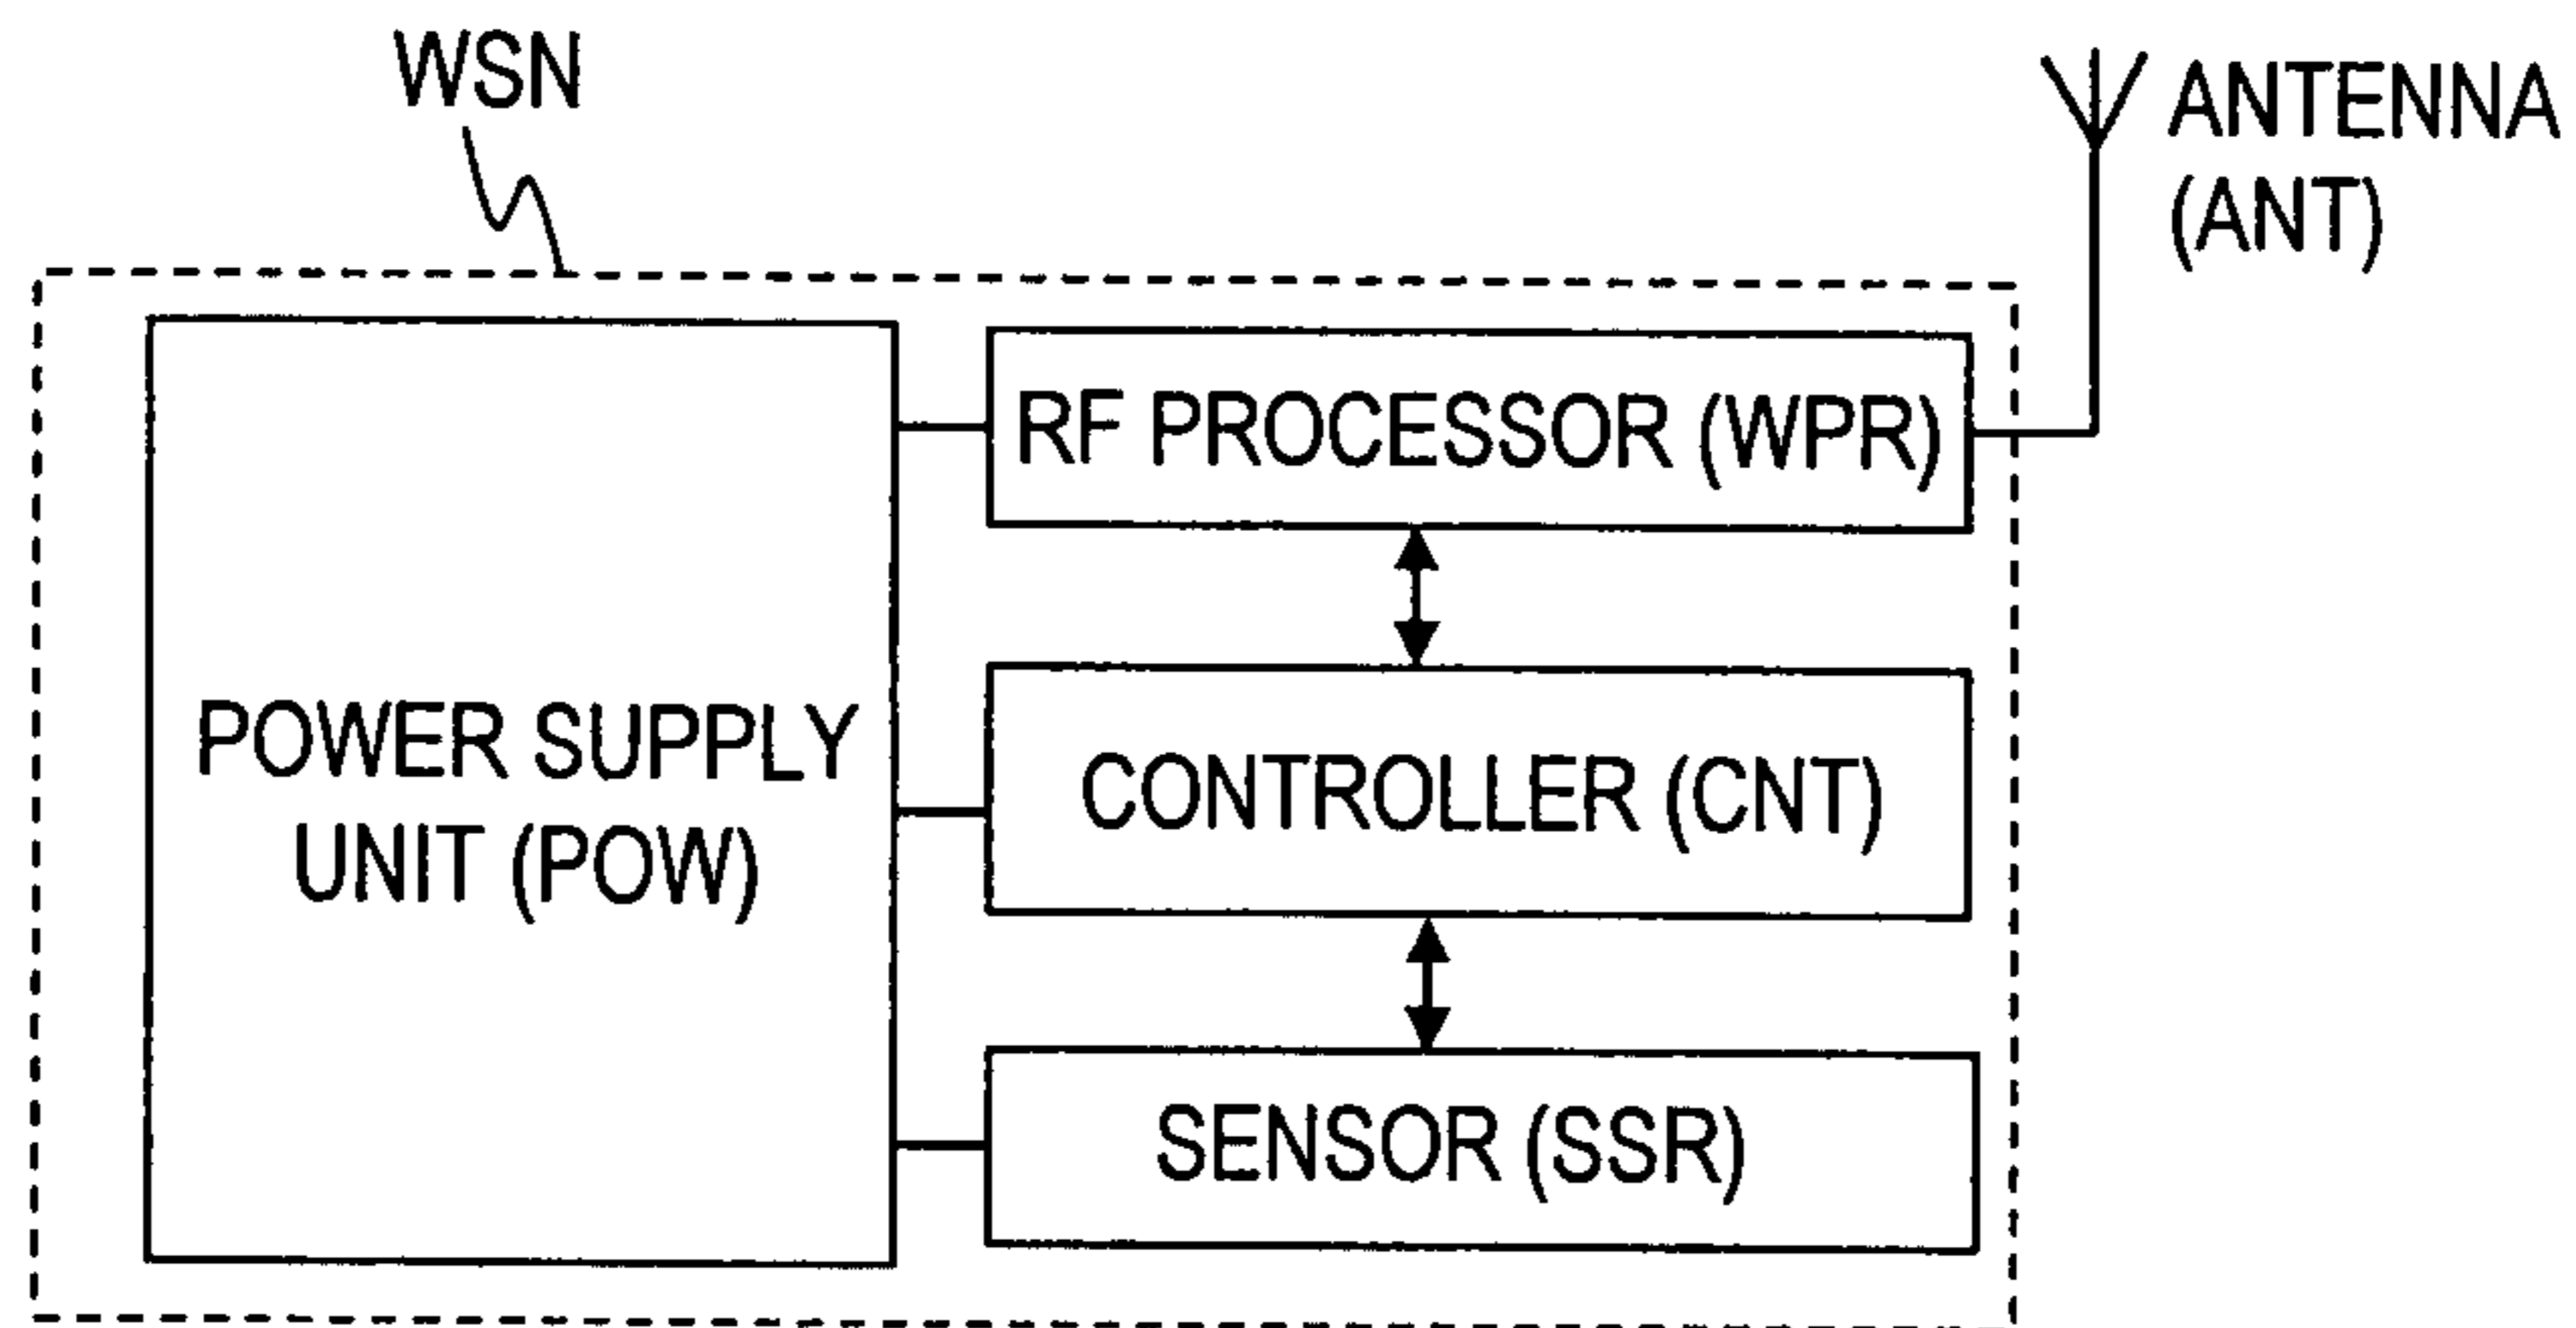 WSN
ANTENNA
(ANT)
RF PROCESSOR (WPR)
POWER SUPPLY
UNIT (POW)
CONTROLLER (CNT)
SENSOR (SSR)